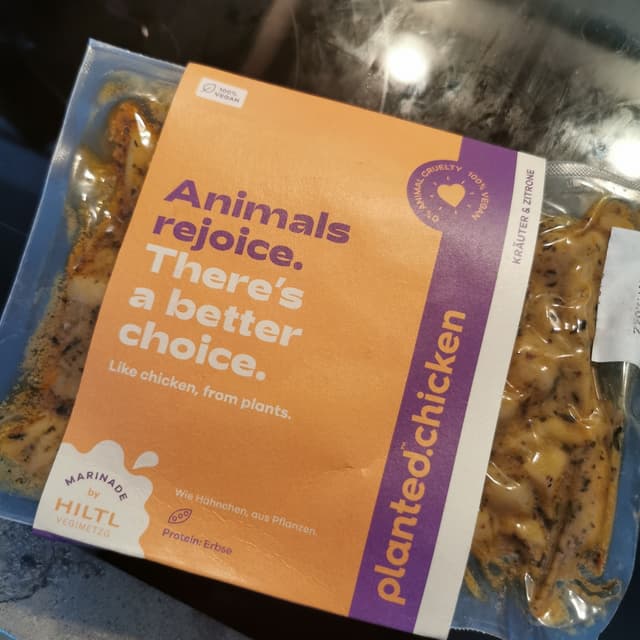 100%
VEGAN
Animals
rejoice.
There's
a better
choice.
Like chicken, from plants.
MARINADE
by
HILTL
VEGIMETZG
Wie Hähnchen, aus Pflanzen.
Protein: Erbse
0% ANIMAL CRUELTY 100% VEGAN
KRÄUTER & ZITRONE
planted.chicken™